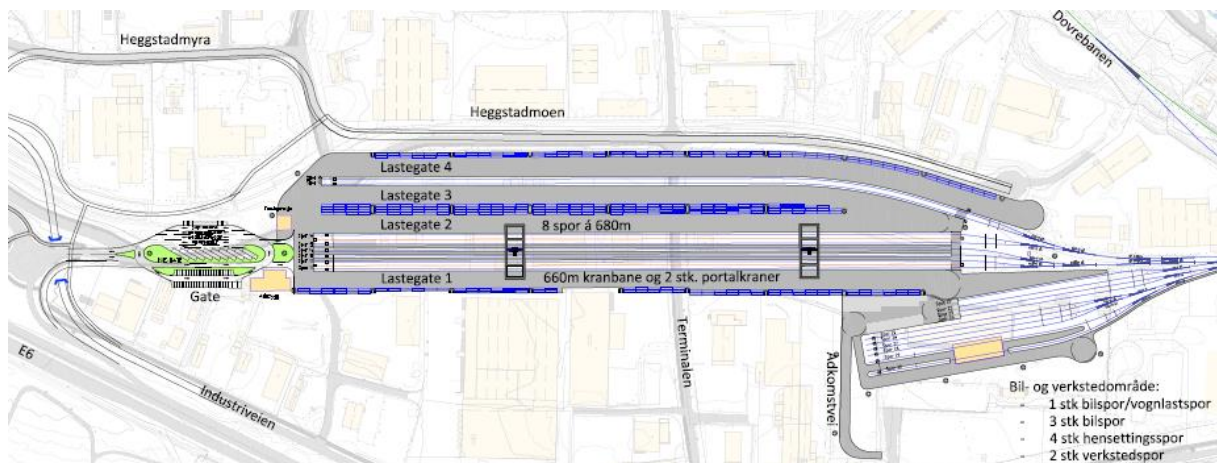 Heggstadmyra
Dovrebanen
Heggstadmoen
Lastegate 4
Lastegate 3
Lastegate 2
8 spor á 680m
Lastegate 1
660m kranbane og 2 stk. portalkraner
Gate
E6
Industriveien
Terminalen
Adkomstvei
Bil- og verkstedområde:
- 1 stk bilspor/vognlastspor
- 3 stk bilspor
- 4 stk hensettingsspor
- 2 stk verkstedspor